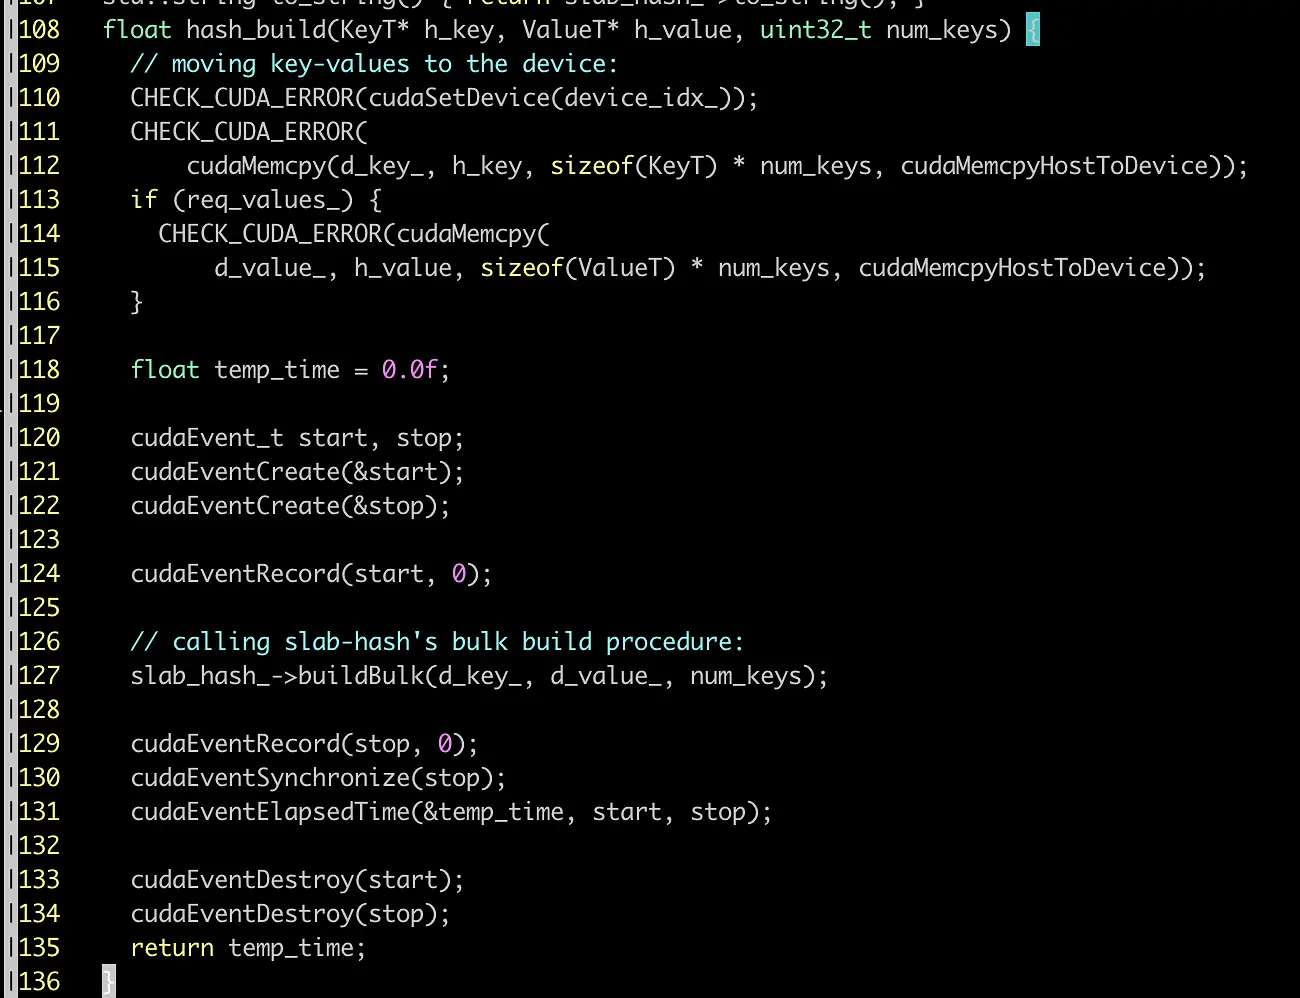 108   float hash_build(KeyT* h_key, ValueT* h_value, uint32_t num_keys) {
109     // moving key-values to the device:
110     CHECK_CUDA_ERROR(cudaSetDevice(device_idx_));
111     CHECK_CUDA_ERROR(
112         cudaMemcpy(d_key_, h_key, sizeof(KeyT) * num_keys, cudaMemcpyHostToDevice));
113     if (req_values_) {
114       CHECK_CUDA_ERROR(cudaMemcpy(
115           d_value_, h_value, sizeof(ValueT) * num_keys, cudaMemcpyHostToDevice));
116     }
117
118     float temp_time = 0.0f;
119
120     cudaEvent_t start, stop;
121     cudaEventCreate(&start);
122     cudaEventCreate(&stop);
123
124     cudaEventRecord(start, 0);
125
126     // calling slab-hash's bulk build procedure:
127     slab_hash_->buildBulk(d_key_, d_value_, num_keys);
128
129     cudaEventRecord(stop, 0);
130     cudaEventSynchronize(stop);
131     cudaEventElapsedTime(&temp_time, start, stop);
132
133     cudaEventDestroy(start);
134     cudaEventDestroy(stop);
135     return temp_time;
136   }